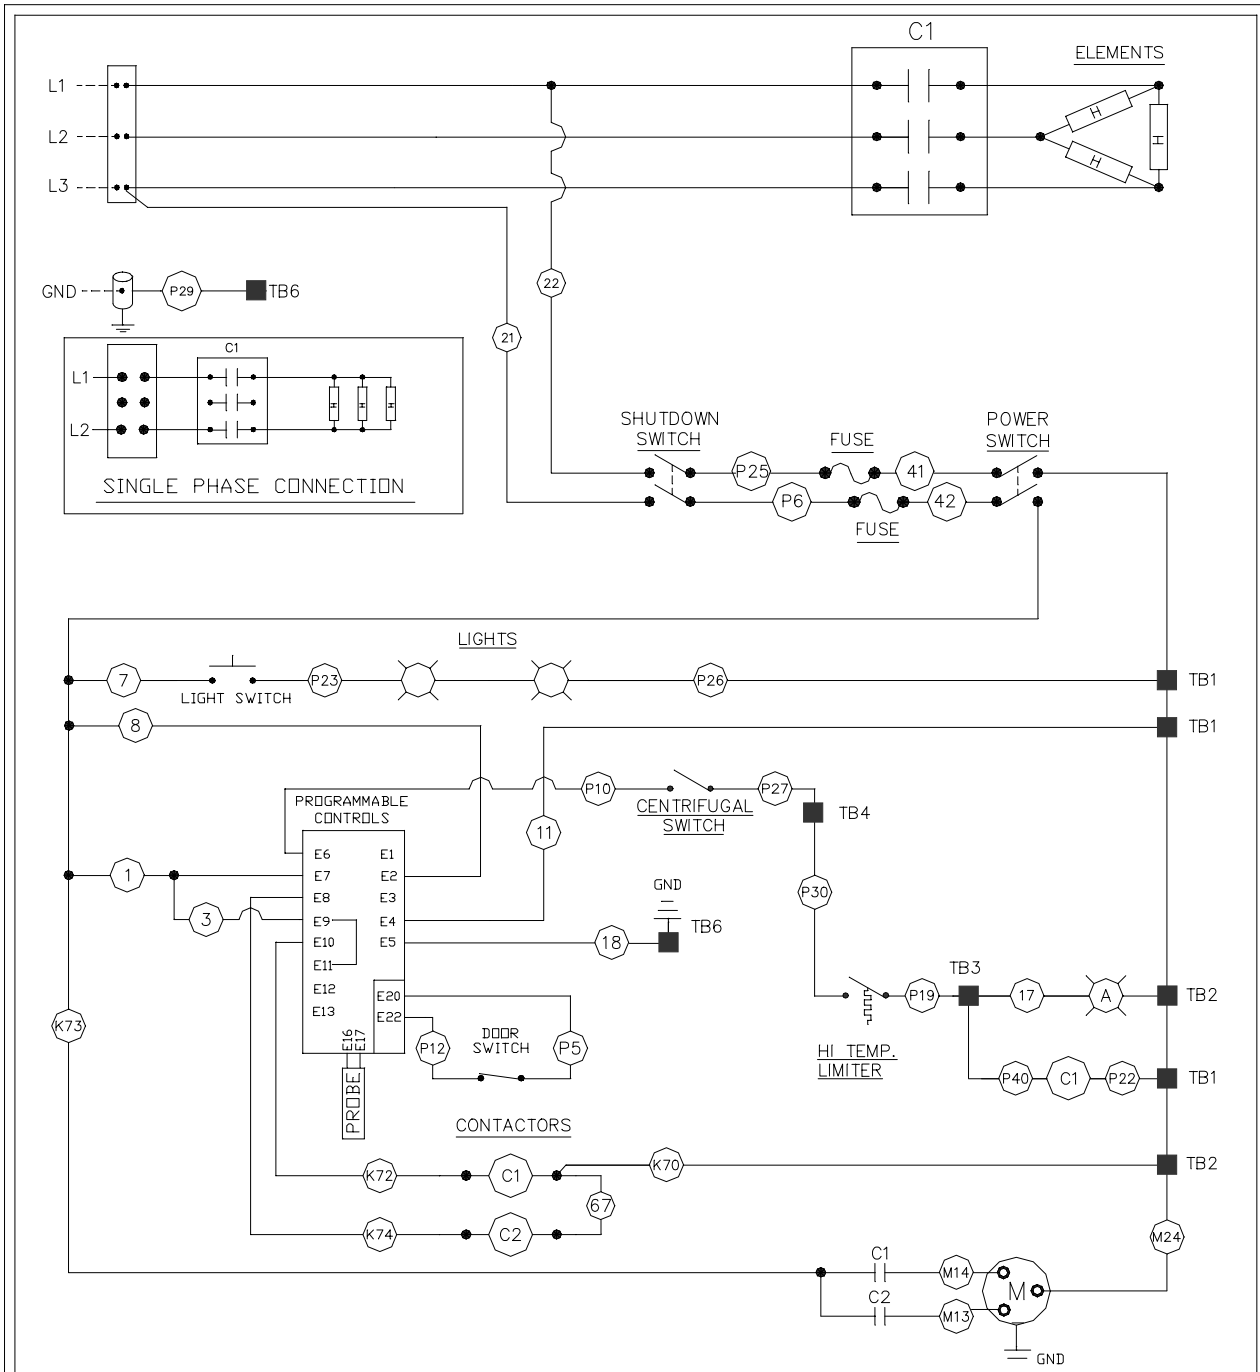 C1
ELEMENTS
L1
L2
L3
H
H
H
GND
P29
TB6
22
21
C1
L1
L2
H
H
H
SINGLE PHASE CONNECTION
SHUTDOWN
SWITCH
FUSE
POWER
SWITCH
P25
41
P6
42
FUSE
LIGHTS
7
LIGHT SWITCH
P23
P26
TB1
8
TB1
P10
CENTRIFUGAL
SWITCH
P27
TB4
PROGRAMMABLE
CONTROLS
11
E6
E1
1
E7
E2
E8
E3
3
E9
E4
E10
E5
E11
E12
E13
E20
E22
E16
E17
PROBE
GND
TB6
18
P30
P12
DOOR
SWITCH
P5
HI TEMP.
LIMITER
P19
TB3
17
A
TB2
P40
C1
P22
TB1
K73
CONTACTORS
K72
C1
K70
TB2
67
K74
C2
M24
C1
M14
C2
M13
M
GND